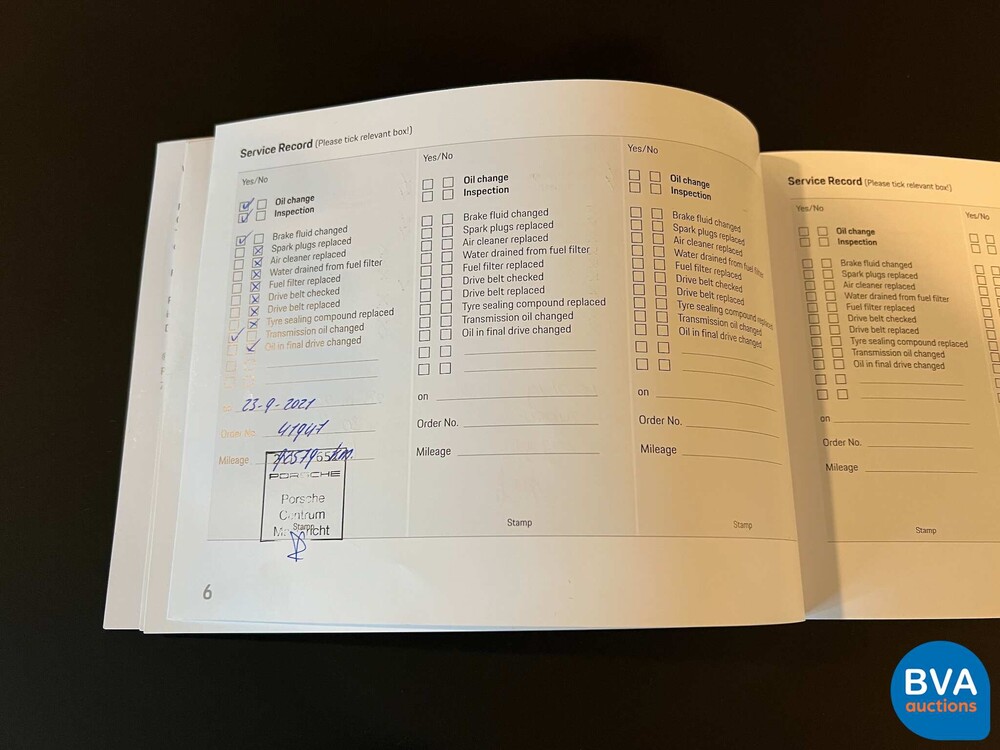 Service Record (Please tick relevant box!)
Yes/No
Oil change
Inspection
Brake fluid changed
Spark plugs replaced
Air cleaner replaced
Water drained from fuel filter
Fuel filter replaced
Drive belt checked
Drive belt replaced
Tyre sealing compound replaced
Transmission oil changed
Oil in final drive changed
23-9-2021
Order No. 41947
Mileage
PORSCHE
Porsche
Centrum
Stamp
6
Yes/No
Oil change
Inspection
Brake fluid changed
Spark plugs replaced
Air cleaner replaced
Water drained from fuel filter
Fuel filter replaced
Drive belt checked
Drive belt replaced
Tyre sealing compound replaced
Transmission oil changed
Oil in final drive changed
on
Order No.
Mileage
Stamp
Yes/No
Oil change
Inspection
Brake fluid changed
Spark plugs replaced
Air cleaner replaced
Water drained from fuel filter
Fuel filter replaced
Drive belt checked
Drive belt replaced
Tyre sealing compound replaced
Transmission oil changed
Oil in final drive changed
on
Order No.
Mileage
Stamp
Service Record (Please tick relevant box!)
Yes/No
Oil change
Inspection
Brake fluid changed
Spark plugs replaced
Air cleaner replaced
Water drained from fuel filter
Fuel filter replaced
Drive belt checked
Drive belt replaced
Tyre sealing compound replaced
Transmission oil changed
Oil in final drive changed
on
Order No.
Mileage
Stamp
Yes/No
BVA
auctions